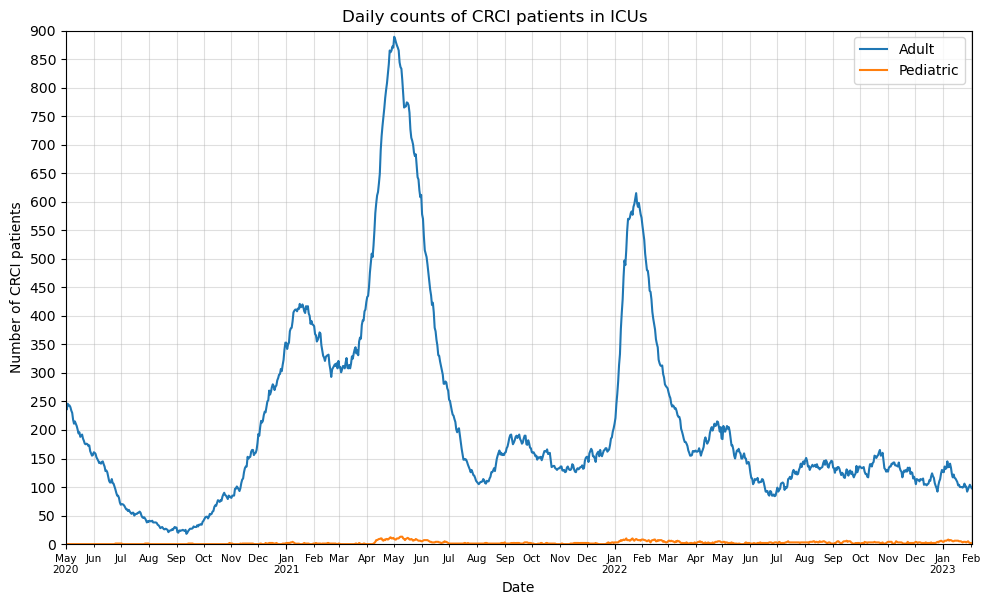 Daily counts of CRCI patients in ICUs
Adult
Pediatric
Number of CRCI patients
900
850
800
750
700
650
600
550
500
450
400
350
300
250
200
150
100
50
0
May Jun Jul Aug Sep Oct Nov Dec Jan Feb Mar Apr May Jun Jul Aug Sep Oct Nov Dec Jan Feb Mar Apr May Jun Jul Aug Sep Oct Nov Dec Jan Feb
2020 2021 2022 2023
Date